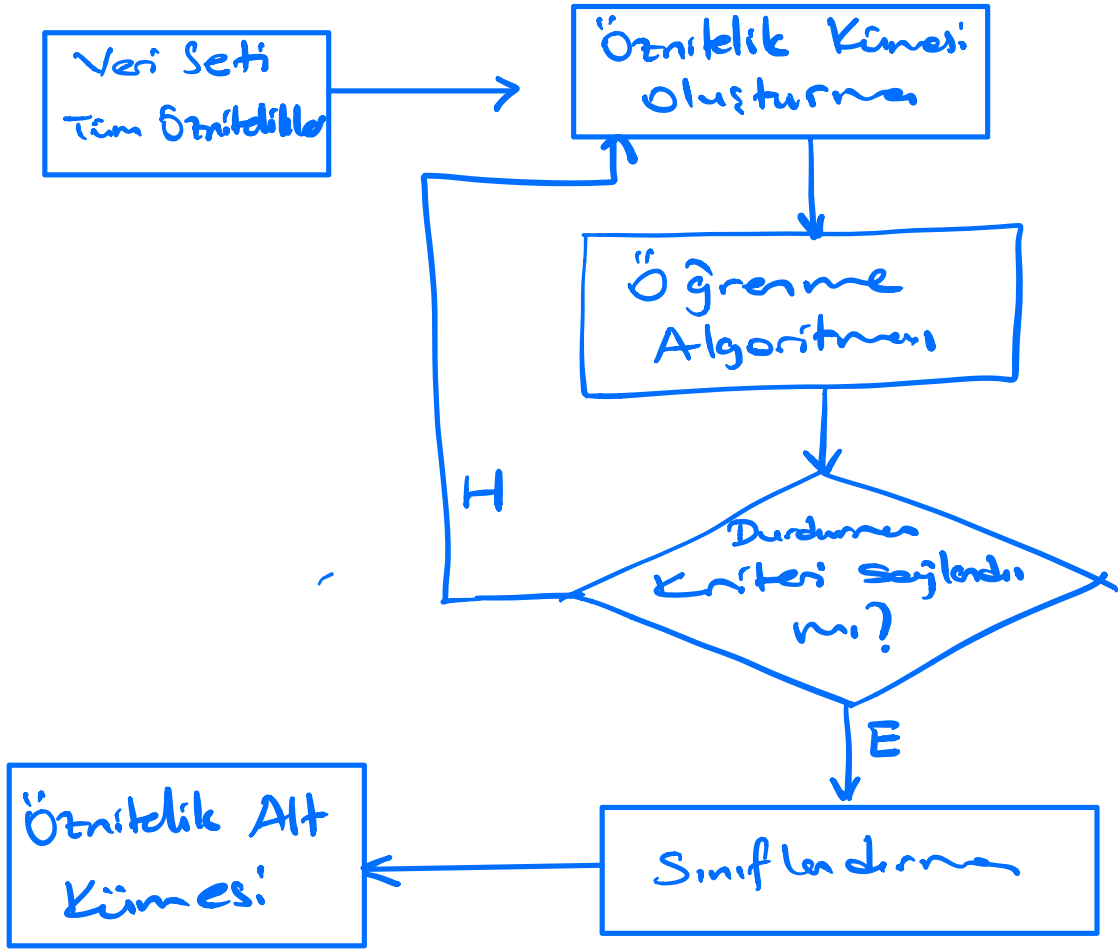 Veri Seti
Tüm Öznitelikler
Öznitelik Kümesi
Oluşturma
Öğrenme
Algoritması
H
Durdurma
Kriteri Sağlandı
mı?
E
Öznitelik Alt
Kümesi
Sınıflandırma